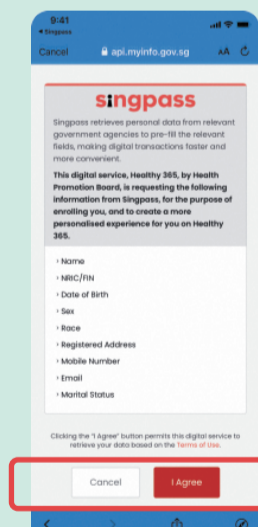 9:41
◂ Singpass
Cancel
api.myinfo.gov.sg
AA
singpass
Singpass retrieves personal data from relevant
government agencies to pre-fill the relevant
fields, making digital transactions faster and
more convenient.
This digital service, Healthy 365, by Health
Promotion Board, is requesting the following
information from Singpass, for the purpose of
enrolling you, and to create a more
personalised experience for you on Healthy
365.
› Name
› NRIC/FIN
› Date of Birth
› Sex
› Race
› Registered Address
› Mobile Number
› Email
› Marital Status
Clicking the "I Agree" button permits this digital service to
retrieve your data based on the Terms of Use.
Cancel
I Agree